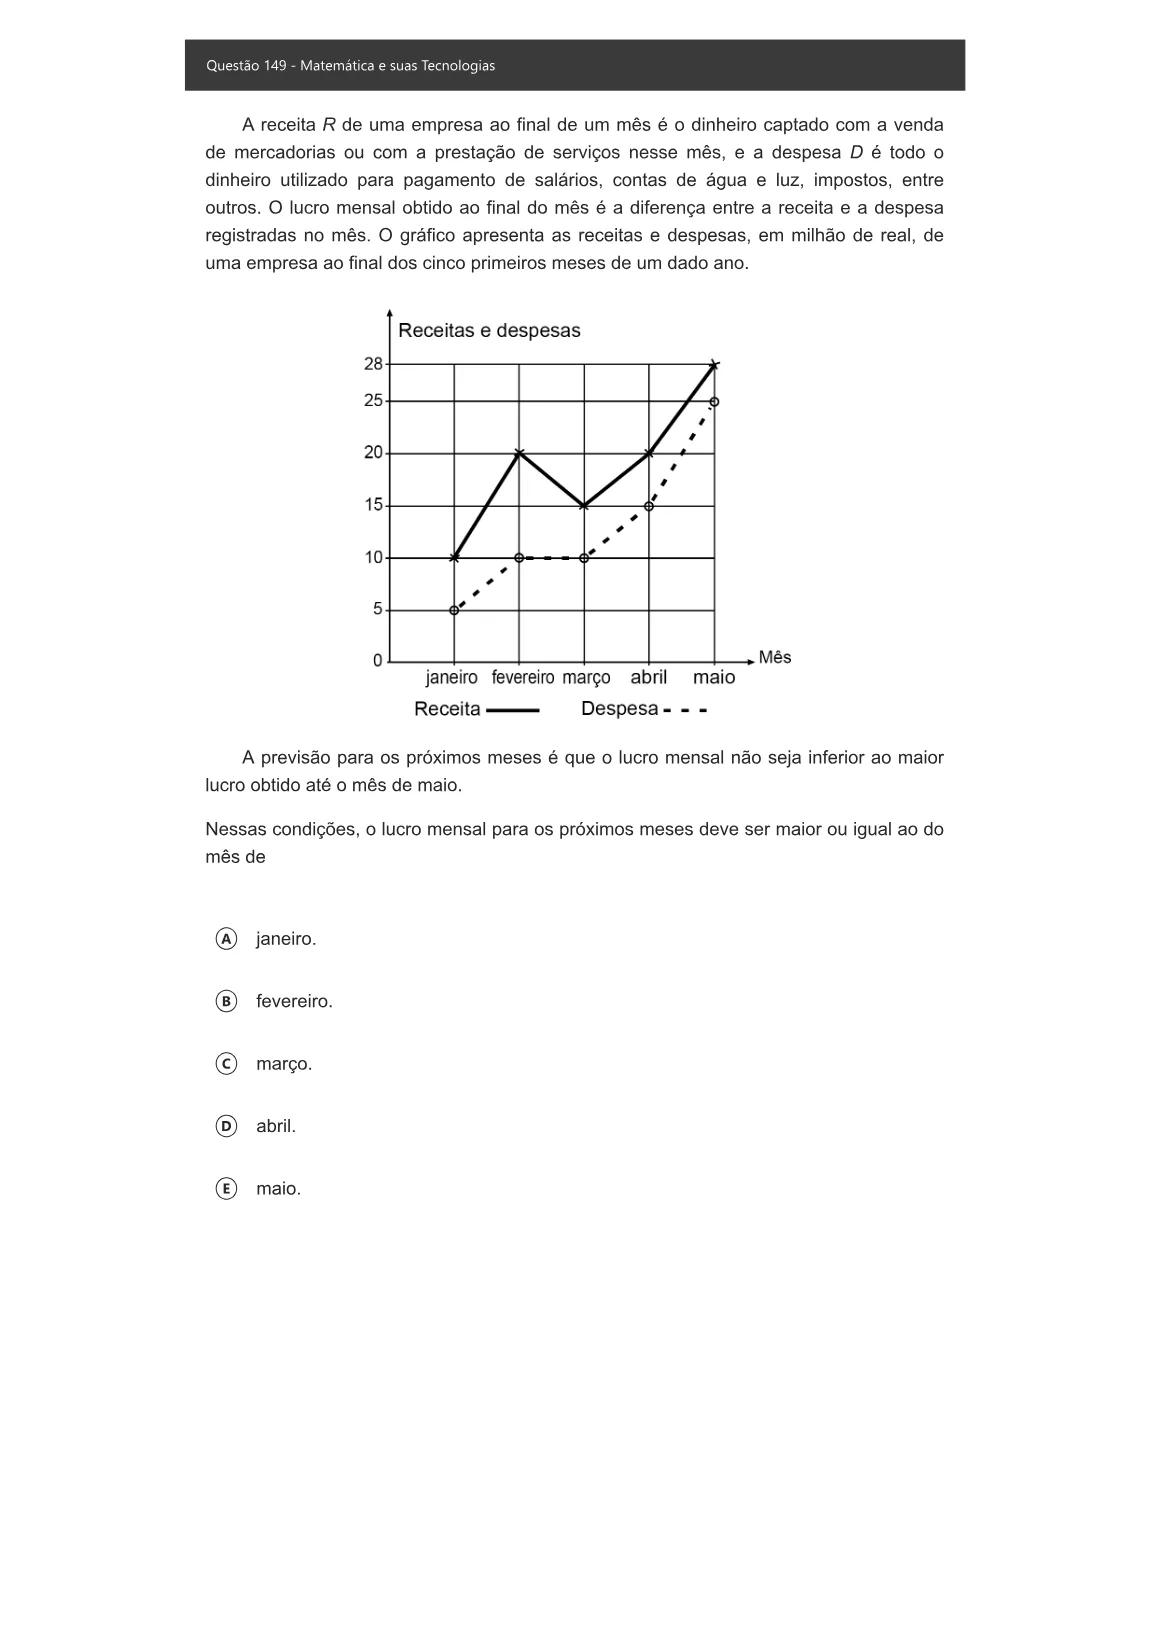 Questão 149 - Matemática e suas Tecnologias
A receita R de uma empresa ao final de um mês é o dinheiro captado com a venda
de mercadorias ou com a prestação de serviços nesse mês, e a despesa D é todo o
dinheiro utilizado para pagamento de salários, contas de água e luz, impostos, entre
outros. O lucro mensal obtido ao final do mês é a diferença entre a receita e a despesa
registradas no mês. O gráfico apresenta as receitas e despesas, em milhão de real, de
uma empresa ao final dos cinco primeiros meses de um dado ano.
Receitas e despesas
28
25
20
15
10
5
0
Mês
janeiro fevereiro março abril maio
Receita Despesa
A previsão para os próximos meses é que o lucro mensal não seja inferior ao maior
lucro obtido até o mês de maio.
Nessas condições, o lucro mensal para os próximos meses deve ser maior ou igual ao do
mês de
A janeiro.
B fevereiro.
C março.
D abril.
E maio.